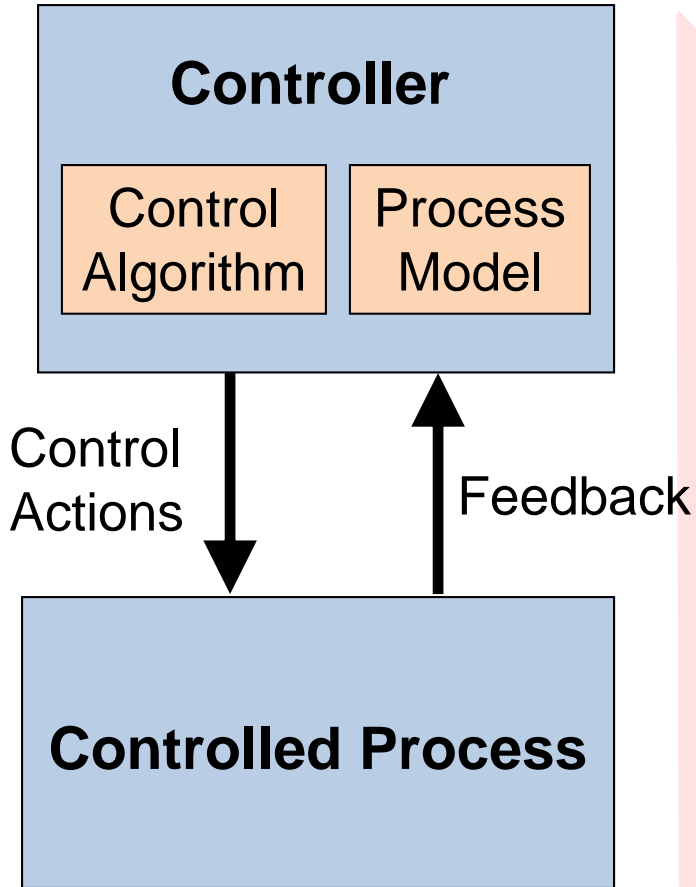 Controller
Control
Algorithm
Process
Model
Control
Actions
Feedback
Controlled Process